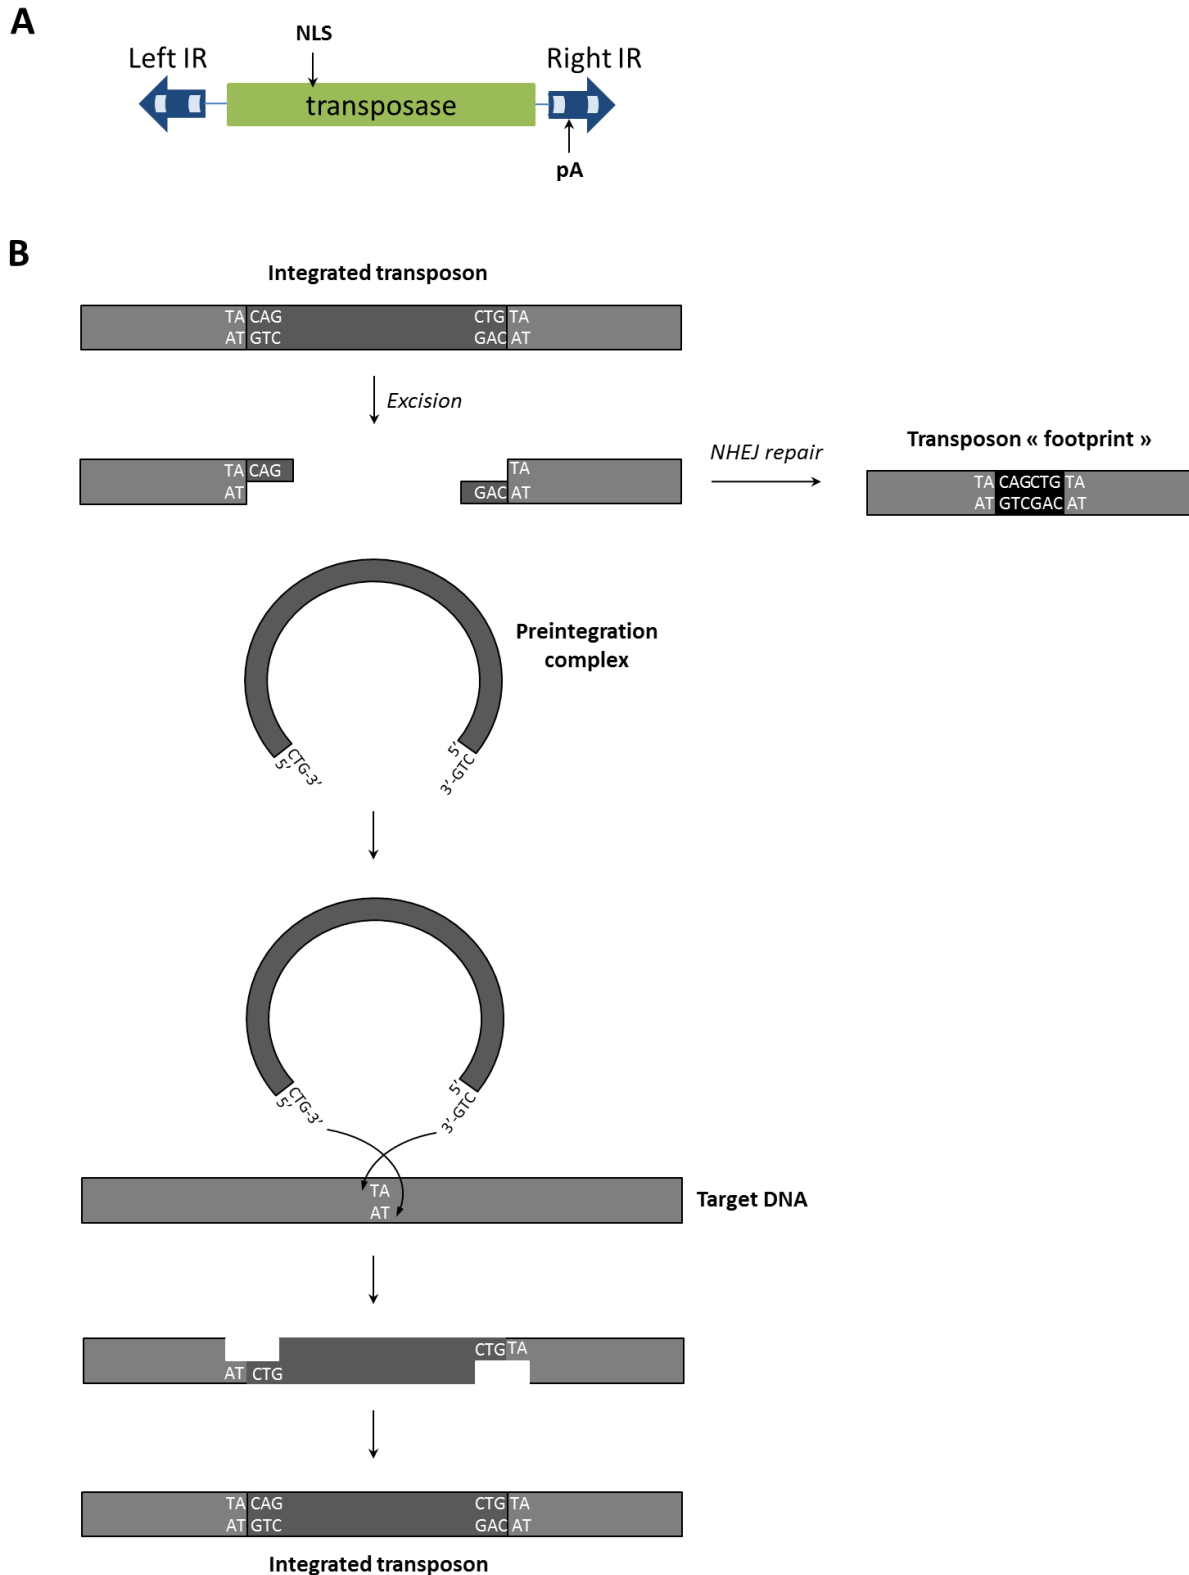 A
NLS
Left IR
Right IR
transposase
pA
B
Integrated transposon
TA CAG
CTG TA
AT GTC
GAC AT
Excision
TA CAG
AT
TA
GAC AT
NHEJ repair
Transposon « footprint »
TA CAGCTG TA
AT GTCGAC AT
Preintegration
complex
5'
CTG-3'
5'
3'-GTC
5'
CTG-3'
5'
3'-GTC
TA
AT
Target DNA
CTG TA
AT CTG
TA CAG
CTG TA
AT GTC
GAC AT
Integrated transposon